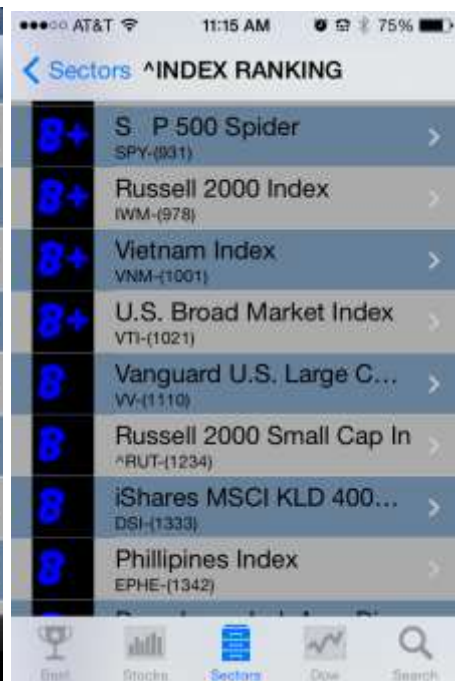 AT&T 11:15 AM 75%
Sectors ^INDEX RANKING
8+ S P 500 Spider
SPY-(931)
8+ Russell 2000 Index
IWM-(978)
8+ Vietnam Index
VNM-(1001)
8+ U.S. Broad Market Index
VTI-(1021)
8 Vanguard U.S. Large C...
VV-(1110)
8 Russell 2000 Small Cap In
^RUT-(1234)
8 iShares MSCI KLD 400...
DSI-(1333)
8 Phillipines Index
EPHE-(1342)
Best Stocks Sectors Dow Search